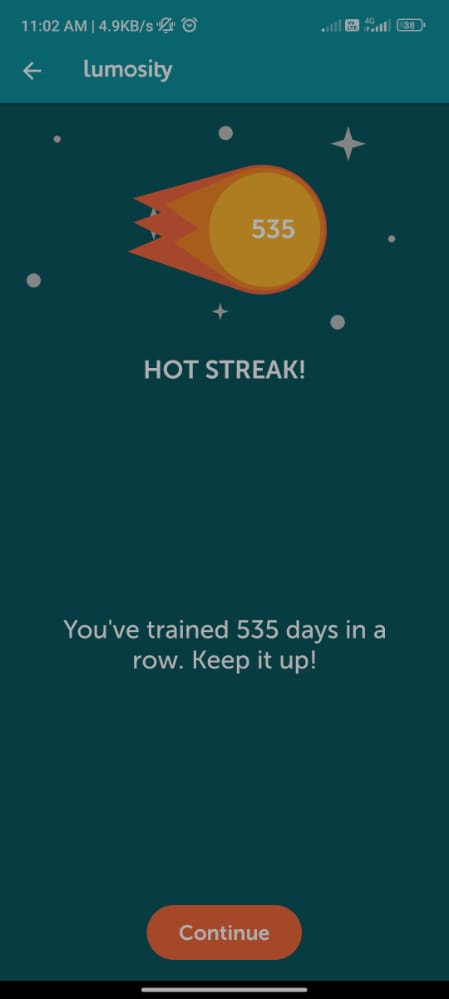 11:02 AM | 4.9KB/s
4G
38
lumosity
535
HOT STREAK!
You've trained 535 days in a
row. Keep it up!
Continue